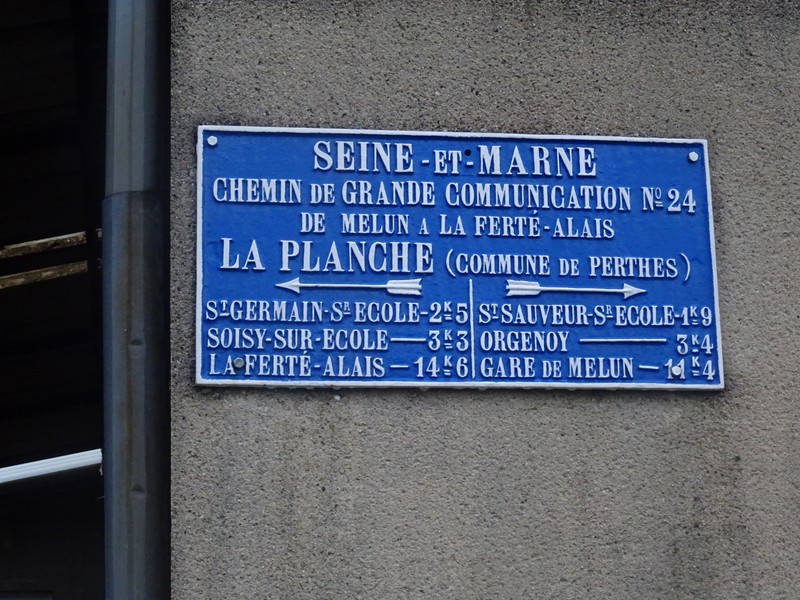 SEINE-ET-MARNE
CHEMIN DE GRANDE COMMUNICATION No 24
DE MELUN A LA FERTÉ-ALAIS
LA PLANCHE (COMMUNE DE PERTHES)
ST GERMAIN-SR ECOLE-2K5
SOISY-SUR-ECOLE—3K3
LA FERTÉ-ALAIS—14K6
ST SAUVEUR-SR ECOLE-1K9
ORGENOY—3K4
GARE DE MELUN—11K4